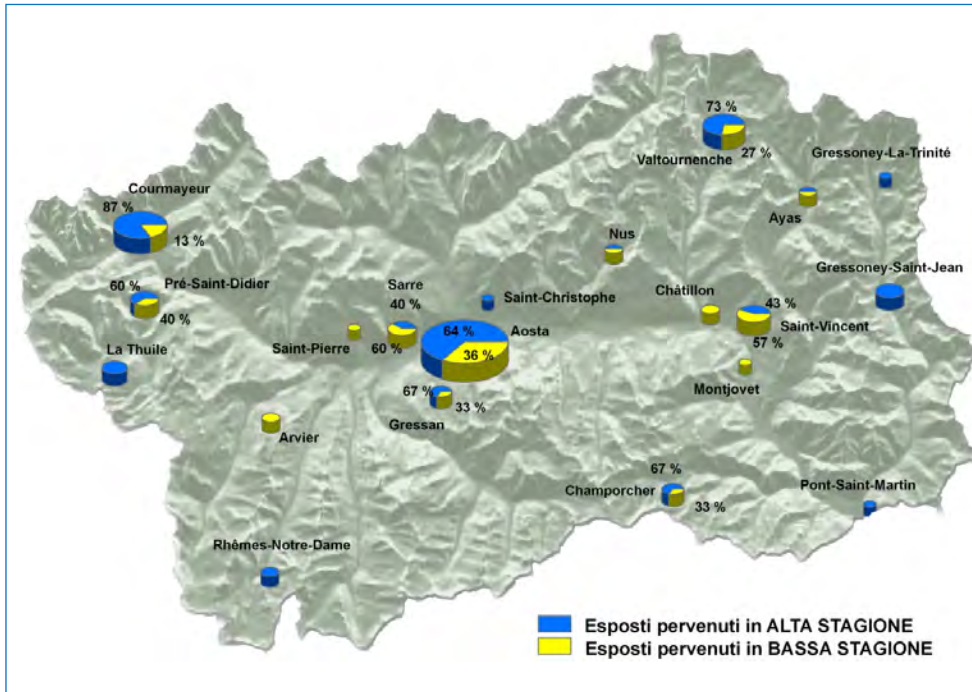 73 %
Valtournenche
27 %
Gressoney-La-Trinité
Courmayeur
87 %
13 %
Ayas
Nus
60 %
Pré-Saint-Didier
40 %
Sarre
40 %
60 %
Saint-Christophe
Châtillon
Gressoney-Saint-Jean
43 %
Saint-Vincent
57 %
La Thuile
Saint-Pierre
64 %
36 %
Aosta
Montjovet
67 %
33 %
Gressan
Arvier
67 %
Champorcher
33 %
Pont-Saint-Martin
Rhêmes-Notre-Dame
Esposti pervenuti in ALTA STAGIONE
Esposti pervenuti in BASSA STAGIONE